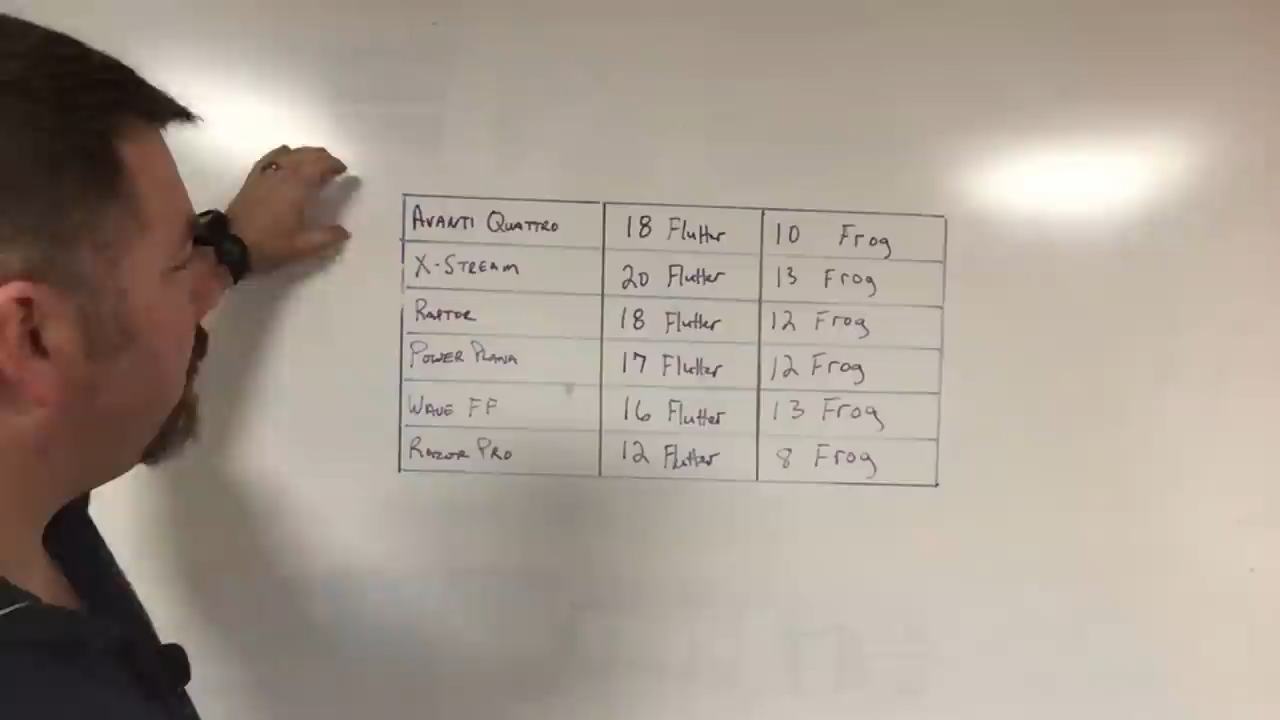 AVANTI QUATTRO 18 Flutter 10 Frog
X-STREAM 20 Flutter 13 Frog
RAPTOR 18 Flutter 12 Frog
POWER PLANA 17 Flutter 12 Frog
WAVE FF 16 Flutter 13 Frog
RAZOR PRO 12 Flutter 8 Frog